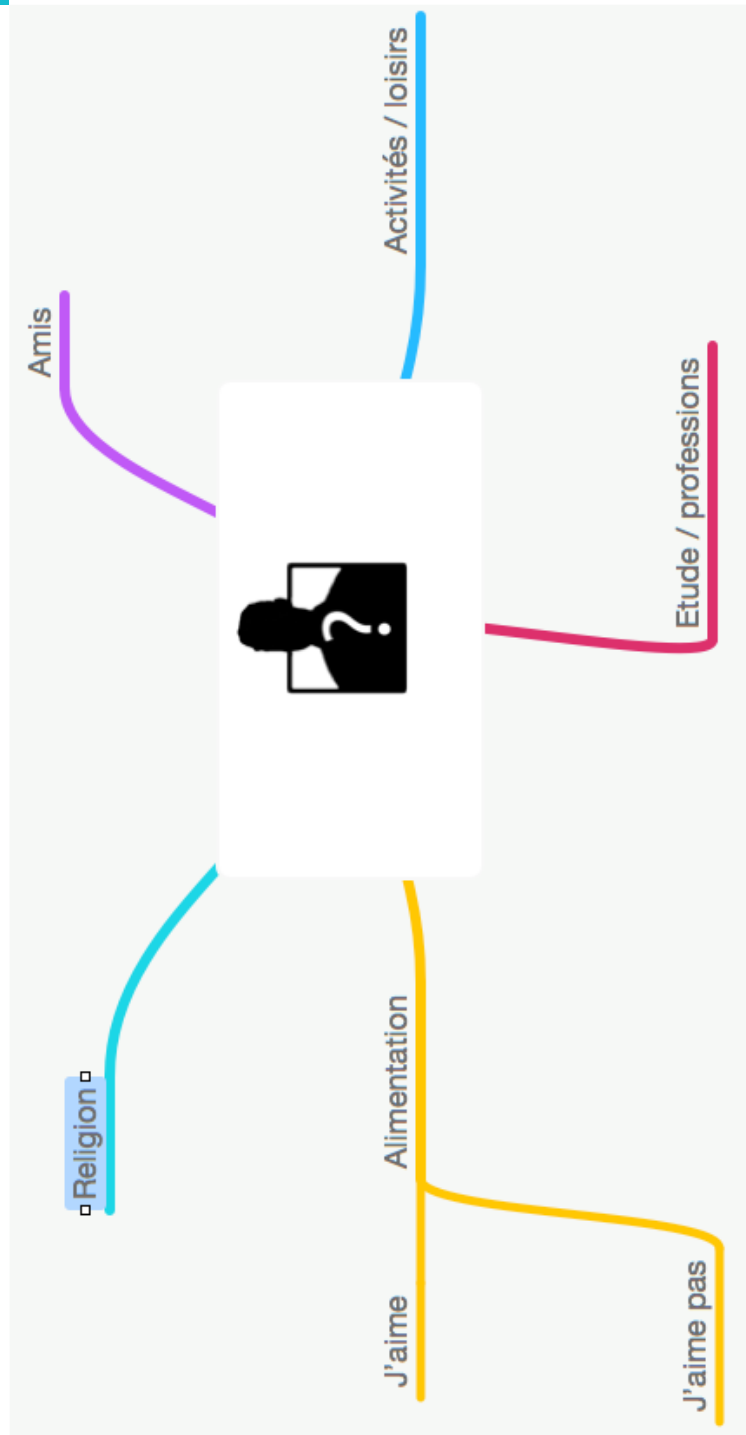 Amis
Activités / loisirs
Etude / professions
Religion
Alimentation
J'aime
J'aime pas
?